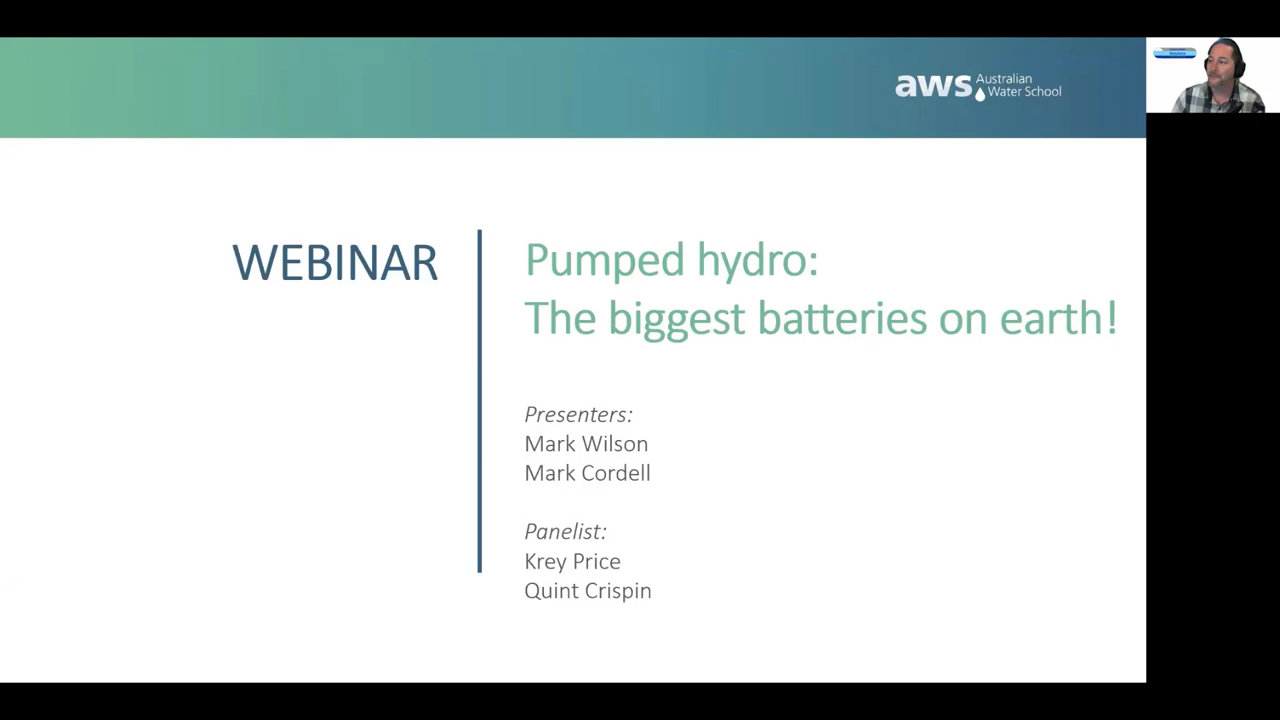 aws Australian
Water School
WEBINAR
Pumped hydro:
The biggest batteries on earth!
Presenters:
Mark Wilson
Mark Cordell
Panelist:
Krey Price
Quint Crispin